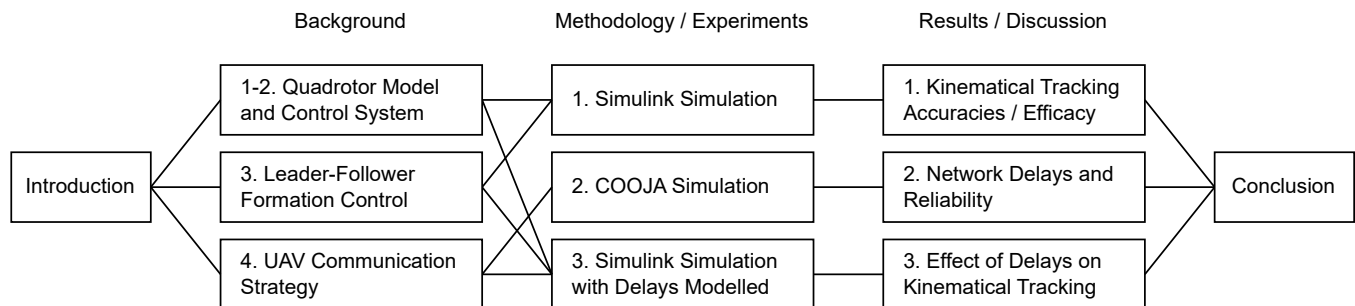 Background
Methodology / Experiments
Results / Discussion
Introduction
1-2. Quadrotor Model
and Control System
3. Leader-Follower
Formation Control
4. UAV Communication
Strategy
1. Simulink Simulation
2. COOJA Simulation
3. Simulink Simulation
with Delays Modelled
1. Kinematical Tracking
Accuracies / Efficacy
2. Network Delays and
Reliability
3. Effect of Delays on
Kinematical Tracking
Conclusion